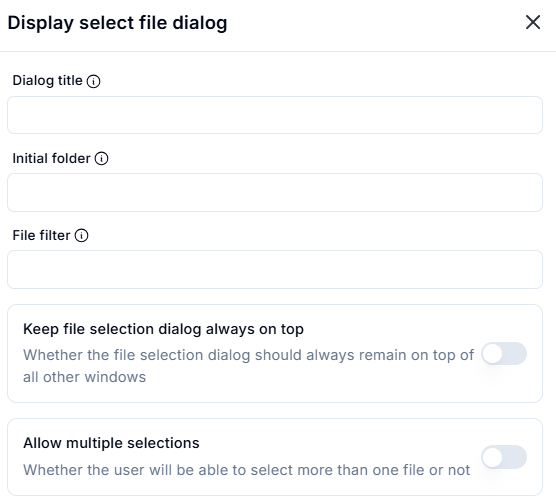 Display select file dialog
Dialog title
Initial folder
File filter
Keep file selection dialog always on top
Whether the file selection dialog should always remain on top of
all other windows
Allow multiple selections
Whether the user will be able to select more than one file or not